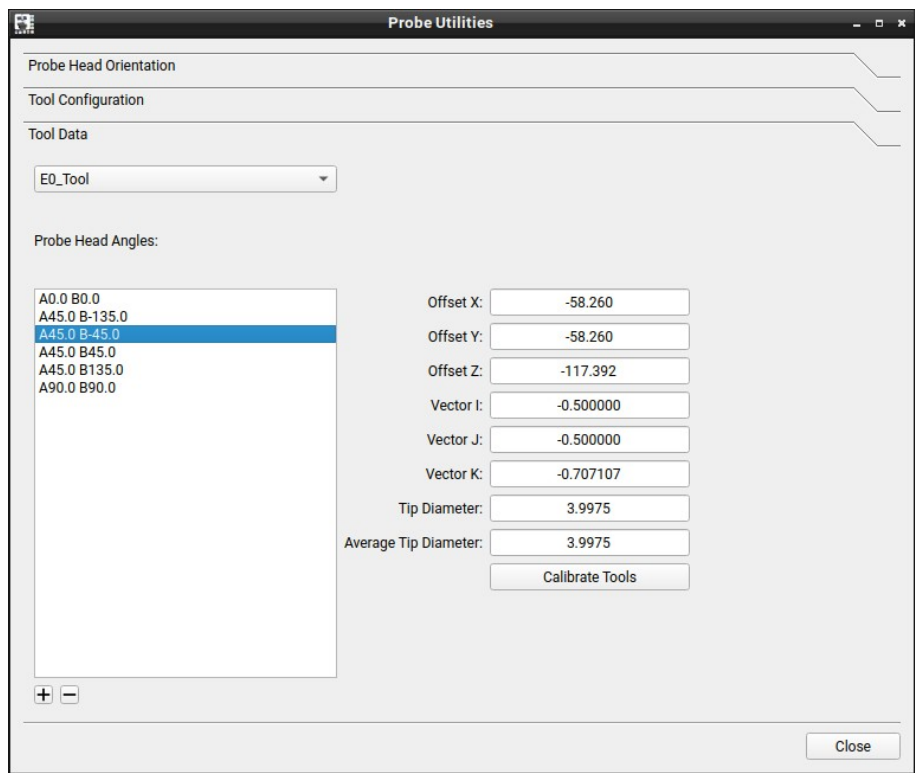 Probe Utilities
Probe Head Orientation
Tool Configuration
Tool Data
E0_Tool
Probe Head Angles:
A0.0 B0.0
A45.0 B-135.0
A45.0 B-45.0
A45.0 B45.0
A45.0 B135.0
A90.0 B90.0
Offset X: -58.260
Offset Y: -58.260
Offset Z: -117.392
Vector I: -0.500000
Vector J: -0.500000
Vector K: -0.707107
Tip Diameter: 3.9975
Average Tip Diameter: 3.9975
Calibrate Tools
Close